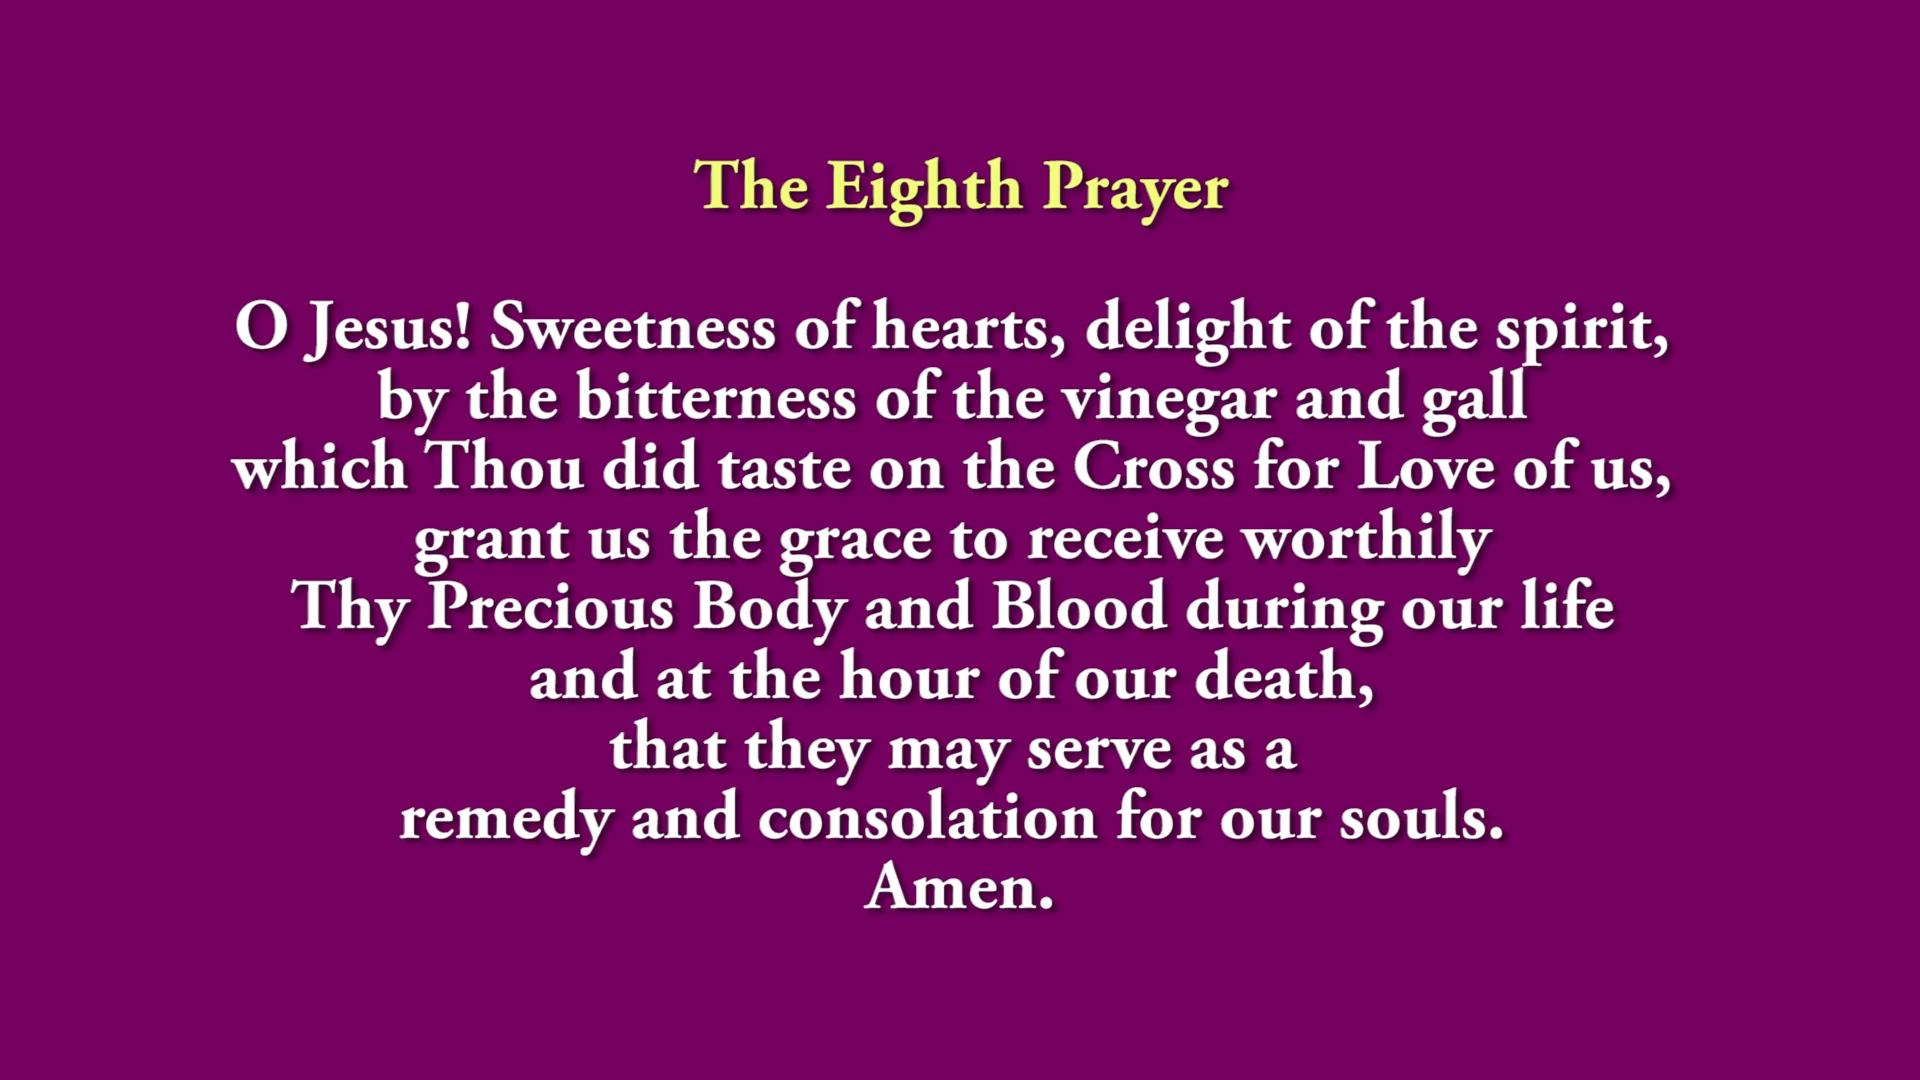 The Eighth Prayer
O Jesus! Sweetness of hearts, delight of the spirit,
by the bitterness of the vinegar and gall
which Thou did taste on the Cross for Love of us,
grant us the grace to receive worthily
Thy Precious Body and Blood during our life
and at the hour of our death,
that they may serve as a
remedy and consolation for our souls.
Amen.